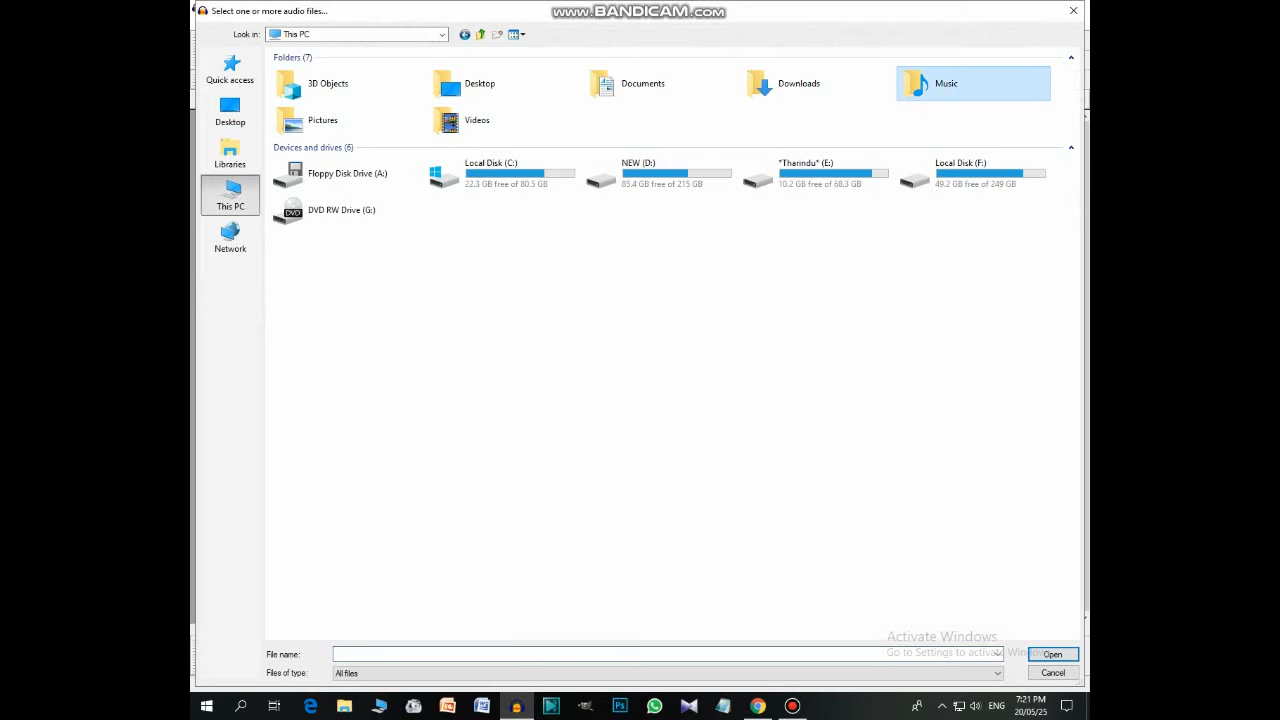 Select one or more audio files...
www.BANDICAM.com
Look in:
This PC
Quick access
Desktop
Libraries
This PC
Network
Folders (7)
3D Objects
Desktop
Documents
Downloads
Music
Pictures
Videos
Devices and drives (6)
Floppy Disk Drive (A:)
Local Disk (C:)
22.3 GB free of 80.5 GB
NEW (D:)
85.4 GB free of 215 GB
*Tharindu* (E:)
10.2 GB free of 68.3 GB
Local Disk (F:)
49.2 GB free of 249 GB
DVD RW Drive (G:)
Activate Windows
Go to Settings to activate Windows
File name:
Open
Files of type:
All files
Cancel
ENG
7:21 PM
20/05/25